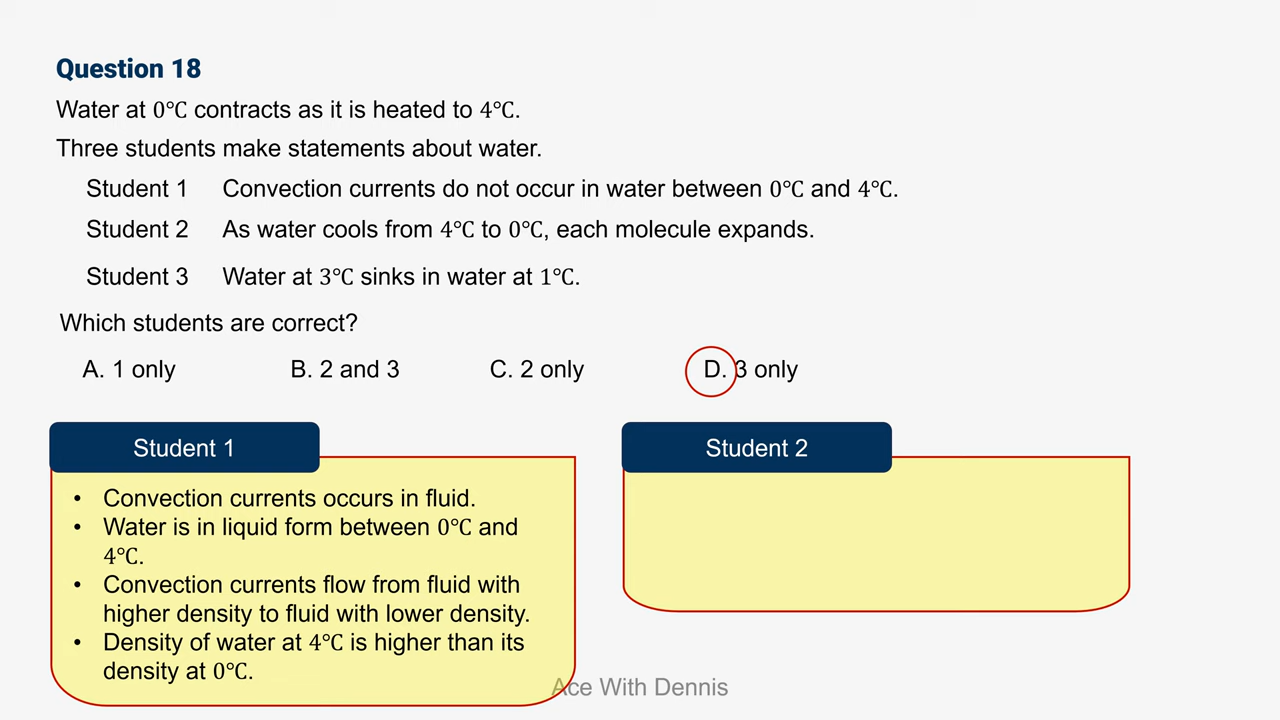 Question 18
Water at 0°C contracts as it is heated to 4°C.
Three students make statements about water.
Student 1 Convection currents do not occur in water between 0°C and 4°C.
Student 2 As water cools from 4°C to 0°C, each molecule expands.
Student 3 Water at 3°C sinks in water at 1°C.
Which students are correct?
A. 1 only B. 2 and 3 C. 2 only D. 3 only
Student 1
• Convection currents occurs in fluid.
• Water is in liquid form between 0°C and
4°C.
• Convection currents flow from fluid with
higher density to fluid with lower density.
• Density of water at 4°C is higher than its
density at 0°C.
Student 2
Ace With Dennis